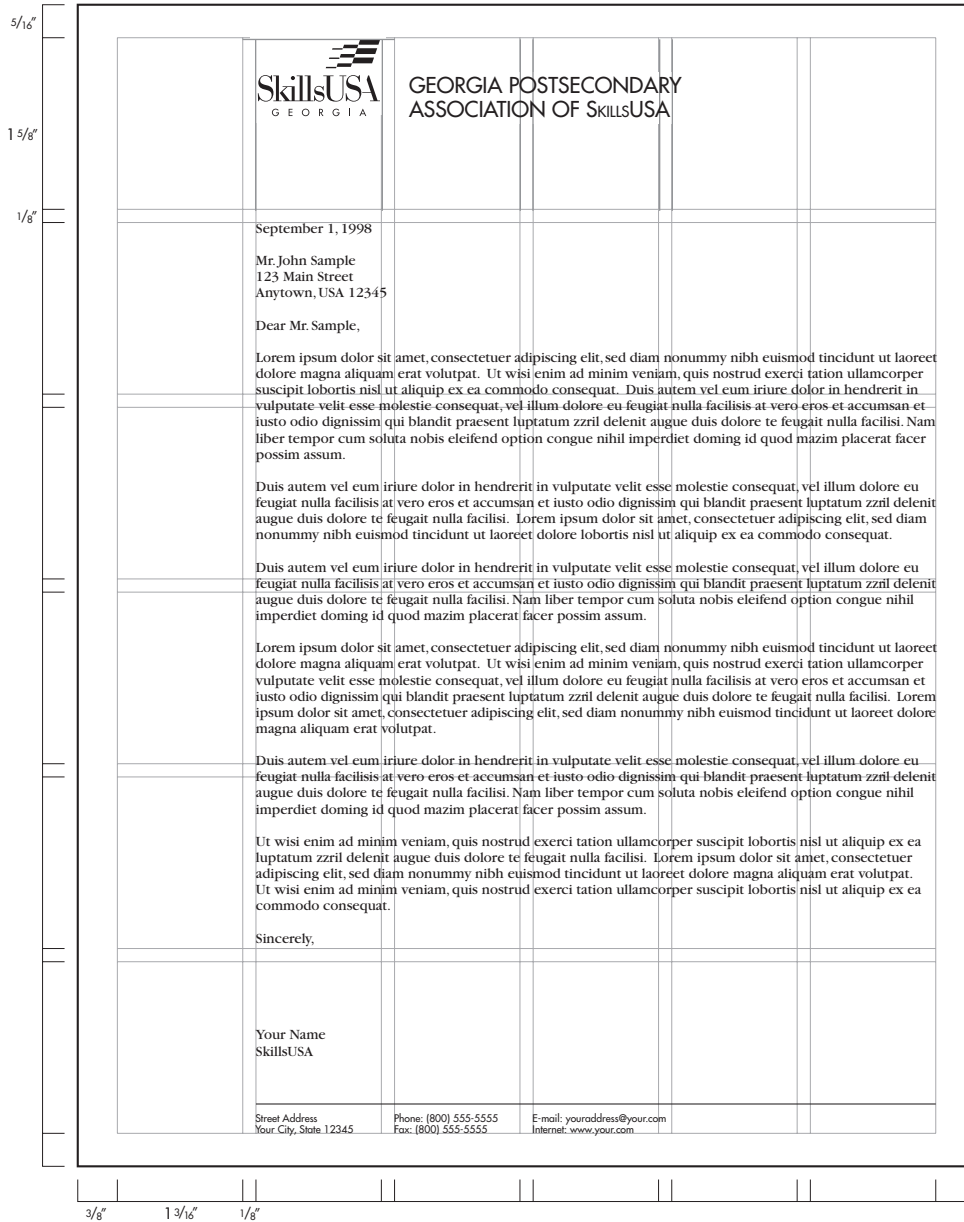 5/16"
1 5/8"
1/8"
SkillsUSA
GEORGIA
GEORGIA POSTSECONDARY
ASSOCIATION OF SKILLSUSA
September 1, 1998
Mr. John Sample
123 Main Street
Anytown, USA 12345
Dear Mr. Sample,
Lorem ipsum dolor sit amet, consectetuer adipiscing elit, sed diam nonummy nibh euismod tincidunt ut laoreet
dolore magna aliquam erat volutpat. Ut wisi enim ad minim veniam, quis nostrud exerci tation ullamcorper
suscipit lobortis nisl ut aliquip ex ea commodo consequat. Duis autem vel eum iriure dolor in hendrerit in
vulputate velit esse molestie consequat, vel illum dolore eu feugiat nulla facilisis at vero eros et accumsan et
iusto odio dignissim qui blandit praesent luptatum zzril delenit augue duis dolore te feugait nulla facilisi. Nam
liber tempor cum soluta nobis eleifend option congue nihil imperdiet doming id quod mazim placerat facer
possim assum.
Duis autem vel eum iriure dolor in hendrerit in vulputate velit esse molestie consequat, vel illum dolore eu
feugiat nulla facilisis at vero eros et accumsan et iusto odio dignissim qui blandit praesent luptatum zzril delenit
augue duis dolore te feugait nulla facilisi. Lorem ipsum dolor sit amet, consectetuer adipiscing elit, sed diam
nonummy nibh euismod tincidunt ut laoreet dolore lobortis nisl ut aliquip ex ea commodo consequat.
Duis autem vel eum iriure dolor in hendrerit in vulputate velit esse molestie consequat, vel illum dolore eu
feugiat nulla facilisis at vero eros et accumsan et iusto odio dignissim qui blandit praesent luptatum zzril delenit
augue duis dolore te feugait nulla facilisi. Nam liber tempor cum soluta nobis eleifend option congue nihil
imperdiet doming id quod mazim placerat facer possim assum.
Lorem ipsum dolor sit amet, consectetuer adipiscing elit, sed diam nonummy nibh euismod tincidunt ut laoreet
dolore magna aliquam erat volutpat. Ut wisi enim ad minim veniam, quis nostrud exerci tation ullamcorper
vulputate velit esse molestie consequat, vel illum dolore eu feugiat nulla facilisis at vero eros et accumsan et
iusto odio dignissim qui blandit praesent luptatum zzril delenit augue duis dolore te feugait nulla facilisi. Lorem
ipsum dolor sit amet, consectetuer adipiscing elit, sed diam nonummy nibh euismod tincidunt ut laoreet dolore
magna aliquam erat volutpat.
Duis autem vel eum iriure dolor in hendrerit in vulputate velit esse molestie consequat, vel illum dolore eu
feugiat nulla facilisis at vero eros et accumsan et iusto odio dignissim qui blandit praesent luptatum zzril delenit
augue duis dolore te feugait nulla facilisi. Nam liber tempor cum soluta nobis eleifend option congue nihil
imperdiet doming id quod mazim placerat facer possim assum.
Ut wisi enim ad minim veniam, quis nostrud exerci tation ullamcorper suscipit lobortis nisl ut aliquip ex ea
luptatum zzril delenit augue duis dolore te feugait nulla facilisi. Lorem ipsum dolor sit amet, consectetuer
adipiscing elit, sed diam nonummy nibh euismod tincidunt ut laoreet dolore magna aliquam erat volutpat.
Ut wisi enim ad minim veniam, quis nostrud exerci tation ullamcorper suscipit lobortis nisl ut aliquip ex ea
commodo consequat.
Sincerely,
Your Name
SkillsUSA
Street Address
Your City, State 12345
Phone: (800) 555-5555
Fax: (800) 555-5555
E-mail: youraddress@your.com
Internet: www.your.com
3/8" 1 3/16" 1/8"